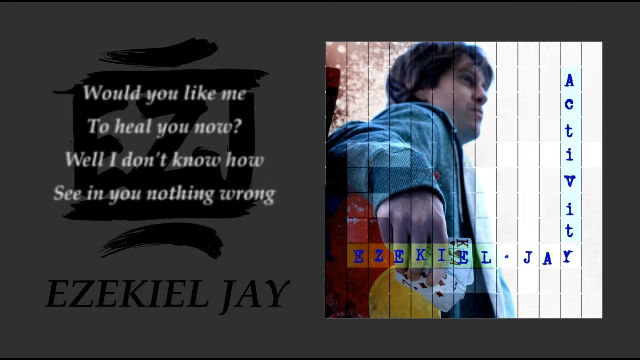 Would you like me
To heal you now?
Well I don't know how
See in you nothing wrong
EZI
EZEKIEL JAY
Activity
EZEKIEL·JAY